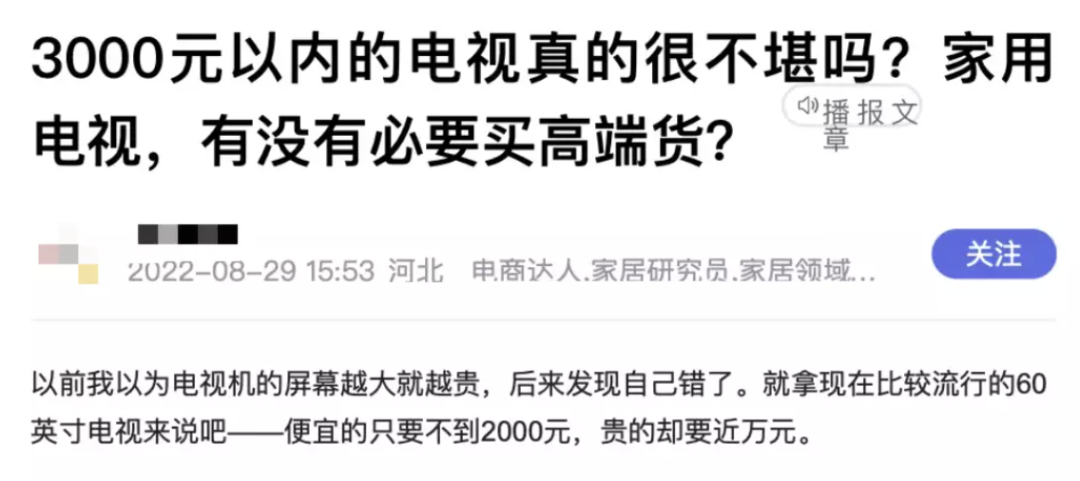 3000元以内的电视真的很不堪吗？家用
电视，有没有必要买高端货？
播报文
章
2022-08-29 15:53 河北 电商达人,家居研究员,家居领域...
关注
以前我以为电视机的屏幕越大就越贵，后来发现自己错了。就拿现在比较流行的60
英寸电视来说吧——便宜的只要不到2000元，贵的却要近万元。